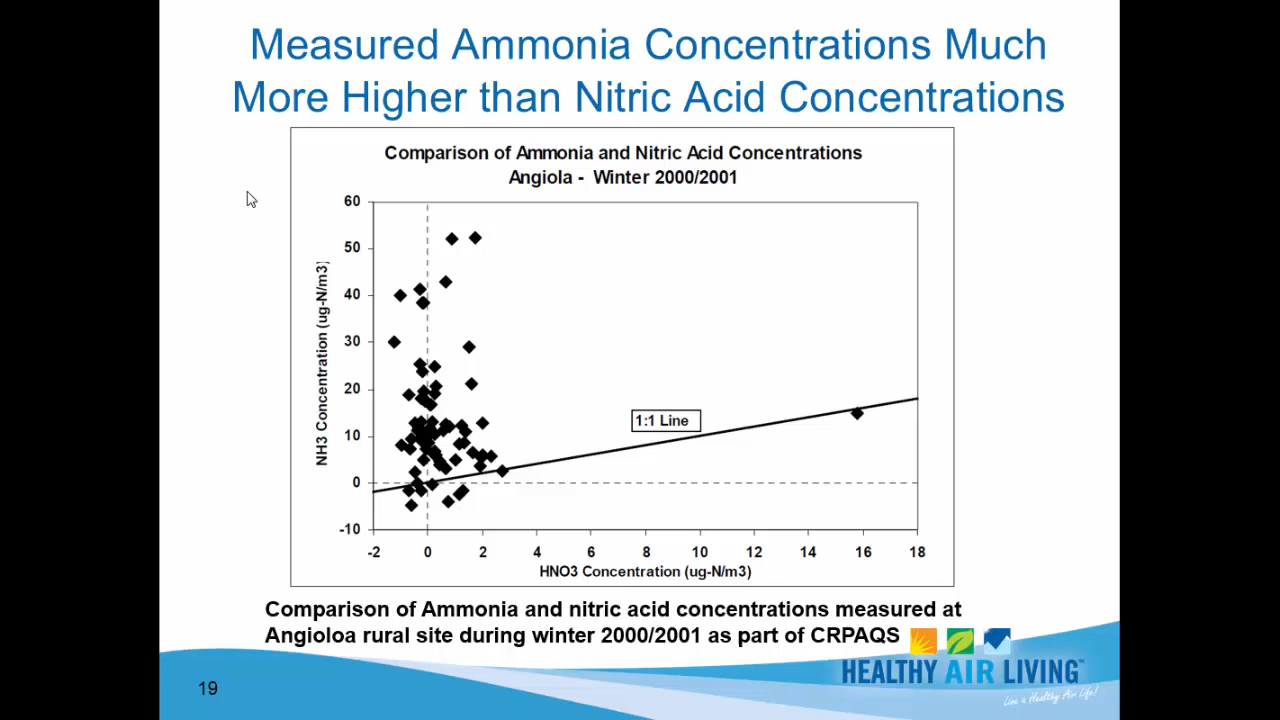 Measured Ammonia Concentrations Much
More Higher than Nitric Acid Concentrations
Comparison of Ammonia and Nitric Acid Concentrations
Angiola - Winter 2000/2001
NH3 Concentration (ug-N/m3)
60
50
40
30
20
10
0
-10
1:1 Line
-2 0 2 4 6 8 10 12 14 16 18
HNO3 Concentration (ug-N/m3)
Comparison of Ammonia and nitric acid concentrations measured at
Angioloa rural site during winter 2000/2001 as part of CRPAQS
HEALTHY AIR LIVING™
Live a Healthy Air Life!
19